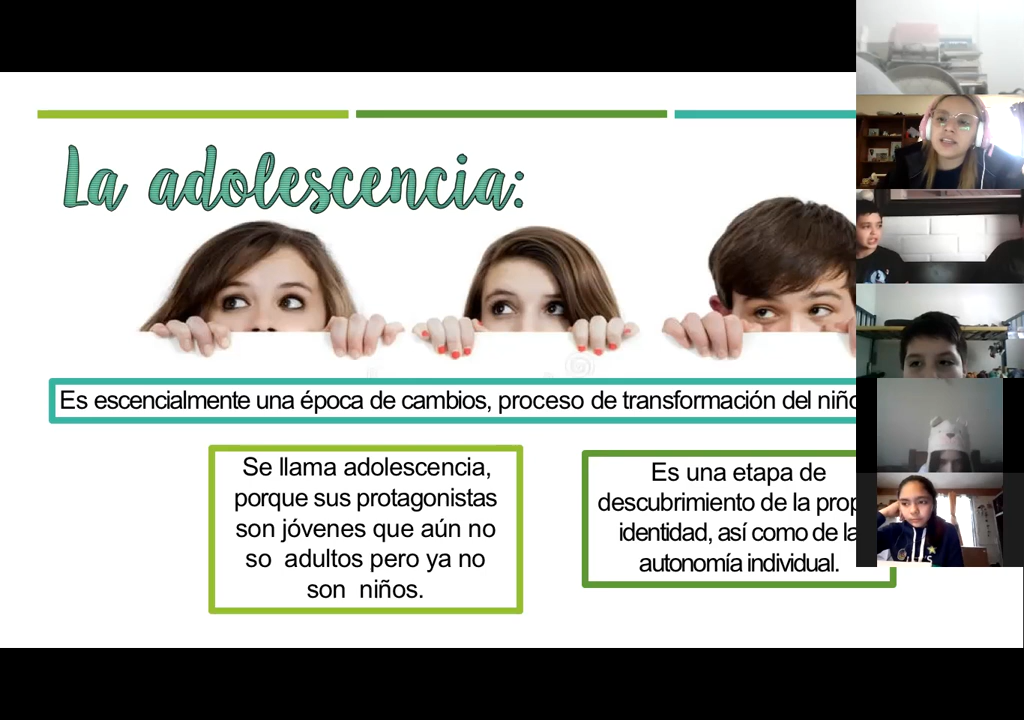 La adolescencia:
Es escencialmente una época de cambios, proceso de transformación del niño
Se llama adolescencia,
porque sus protagonistas
son jóvenes que aún no
so adultos pero ya no
son niños.
Es una etapa de
descubrimiento de la
identidad, así como de la
autonomía individual.